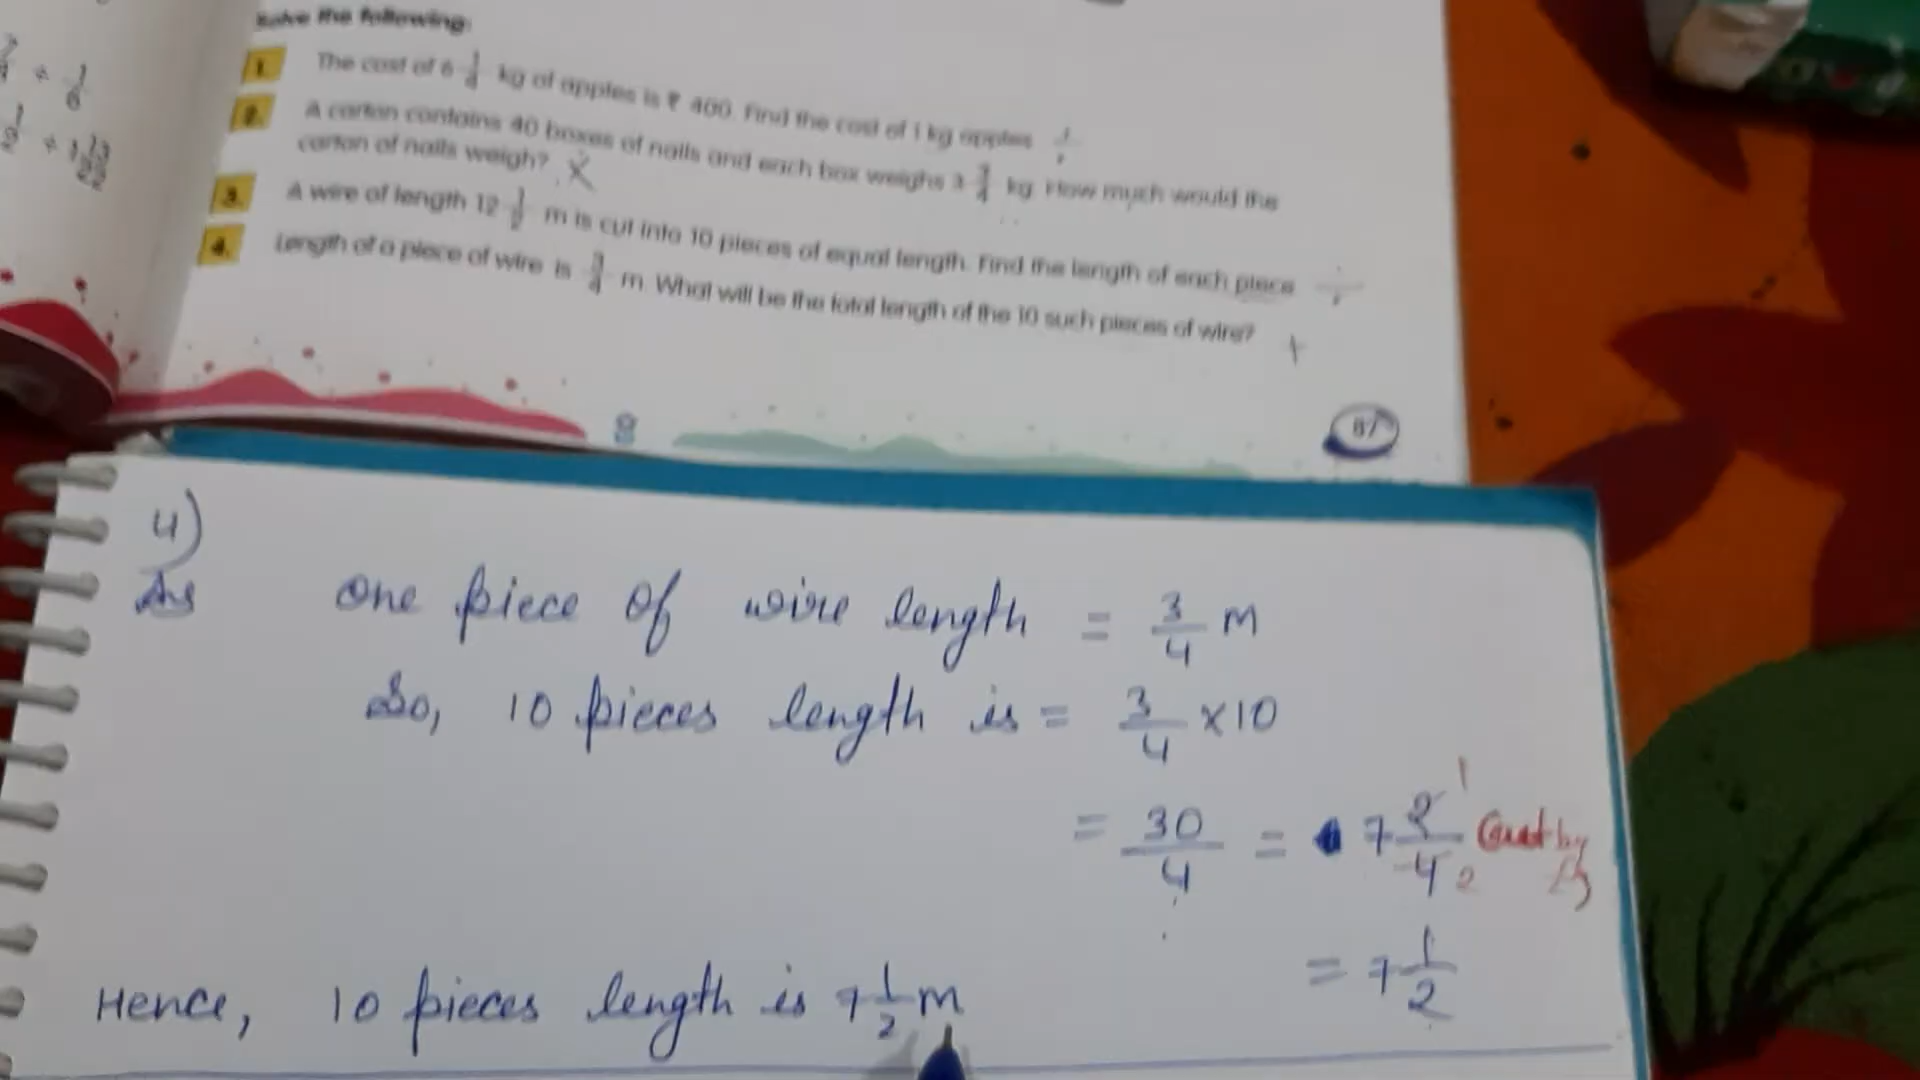 Solve the following:
1. The cost of 6 1/4 kg of apples is ₹ 400. Find the cost of 1 kg apples
2. A carton contains 40 boxes of nails and each box weighs 3 3/4 kg. How much would the
carton of nails weigh?
3. A wire of length 12 1/2 m is cut into 10 pieces of equal length. Find the length of each piece
4. Length of a piece of wire is 3/4 m. What will be the total length of the 10 such pieces of wire?
87
4)
Ans One piece of wire length = 3/4 m
So, 10 pieces length is = 3/4 ×10
= 30/4 = 7 2/4
1
2
= 7 1/2
Hence, 10 pieces length is 7 1/2 m